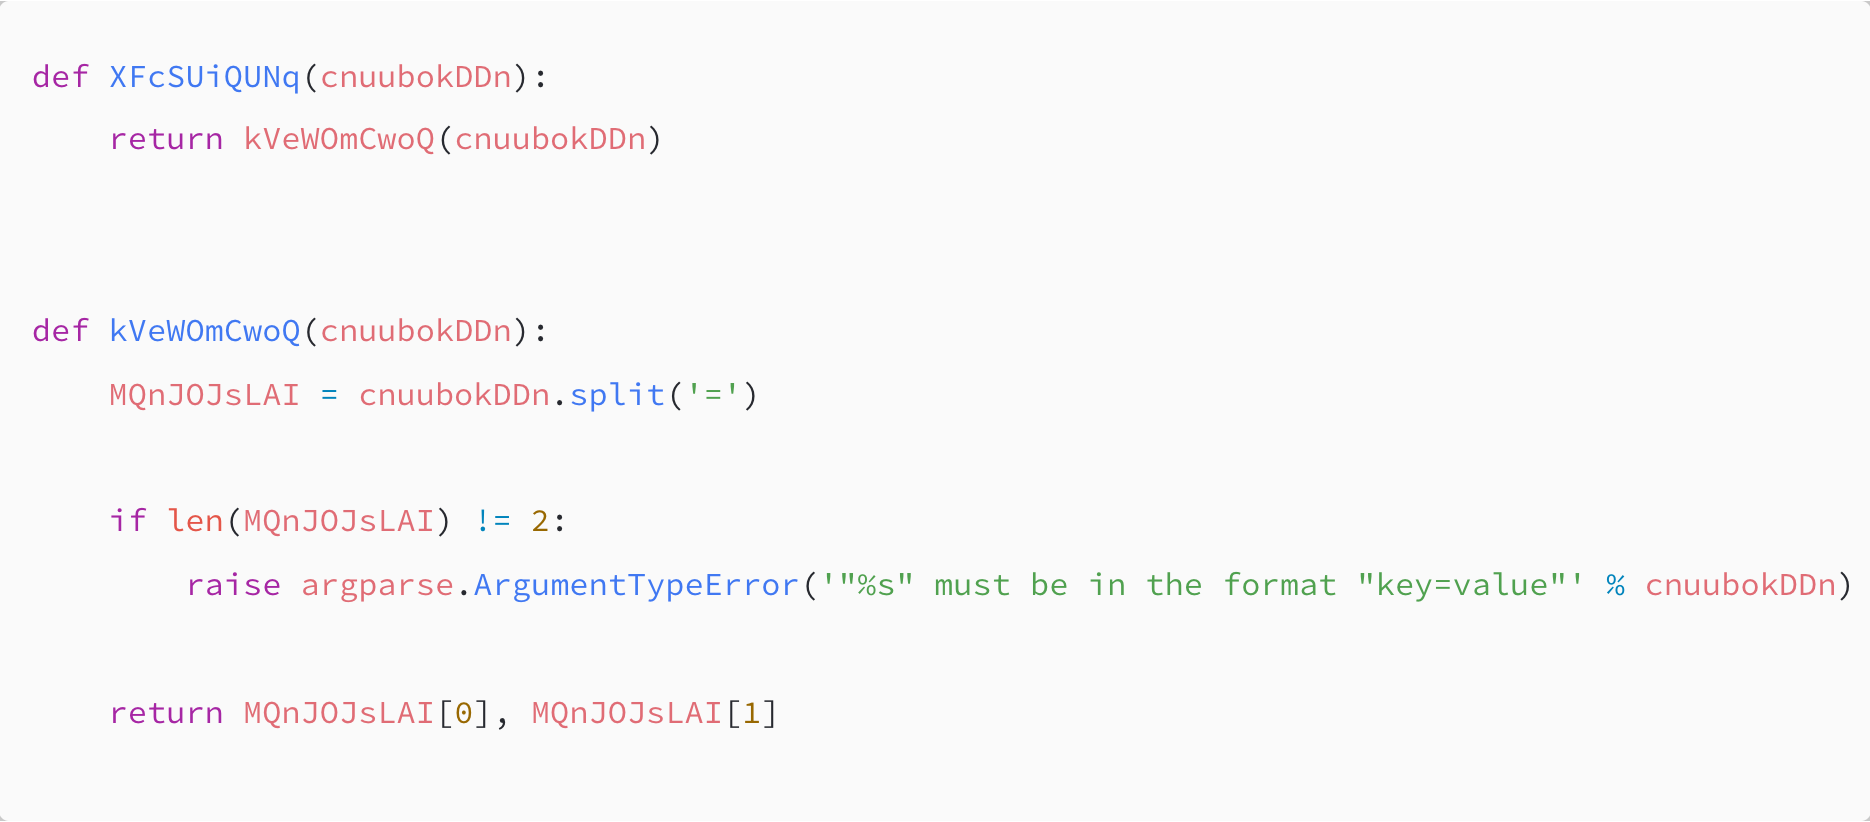 def XFcSUiQUNq(cnuubokDDn):
    return kVeWOmCwoQ(cnuubokDDn)
def kVeWOmCwoQ(cnuubokDDn):
    MQnJOJsLAI = cnuubokDDn.split('=')
    if len(MQnJOJsLAI) != 2:
        raise argparse.ArgumentTypeError('"%s" must be in the format "key=value"' % cnuubokDDn)
    return MQnJOJsLAI[0], MQnJOJsLAI[1]